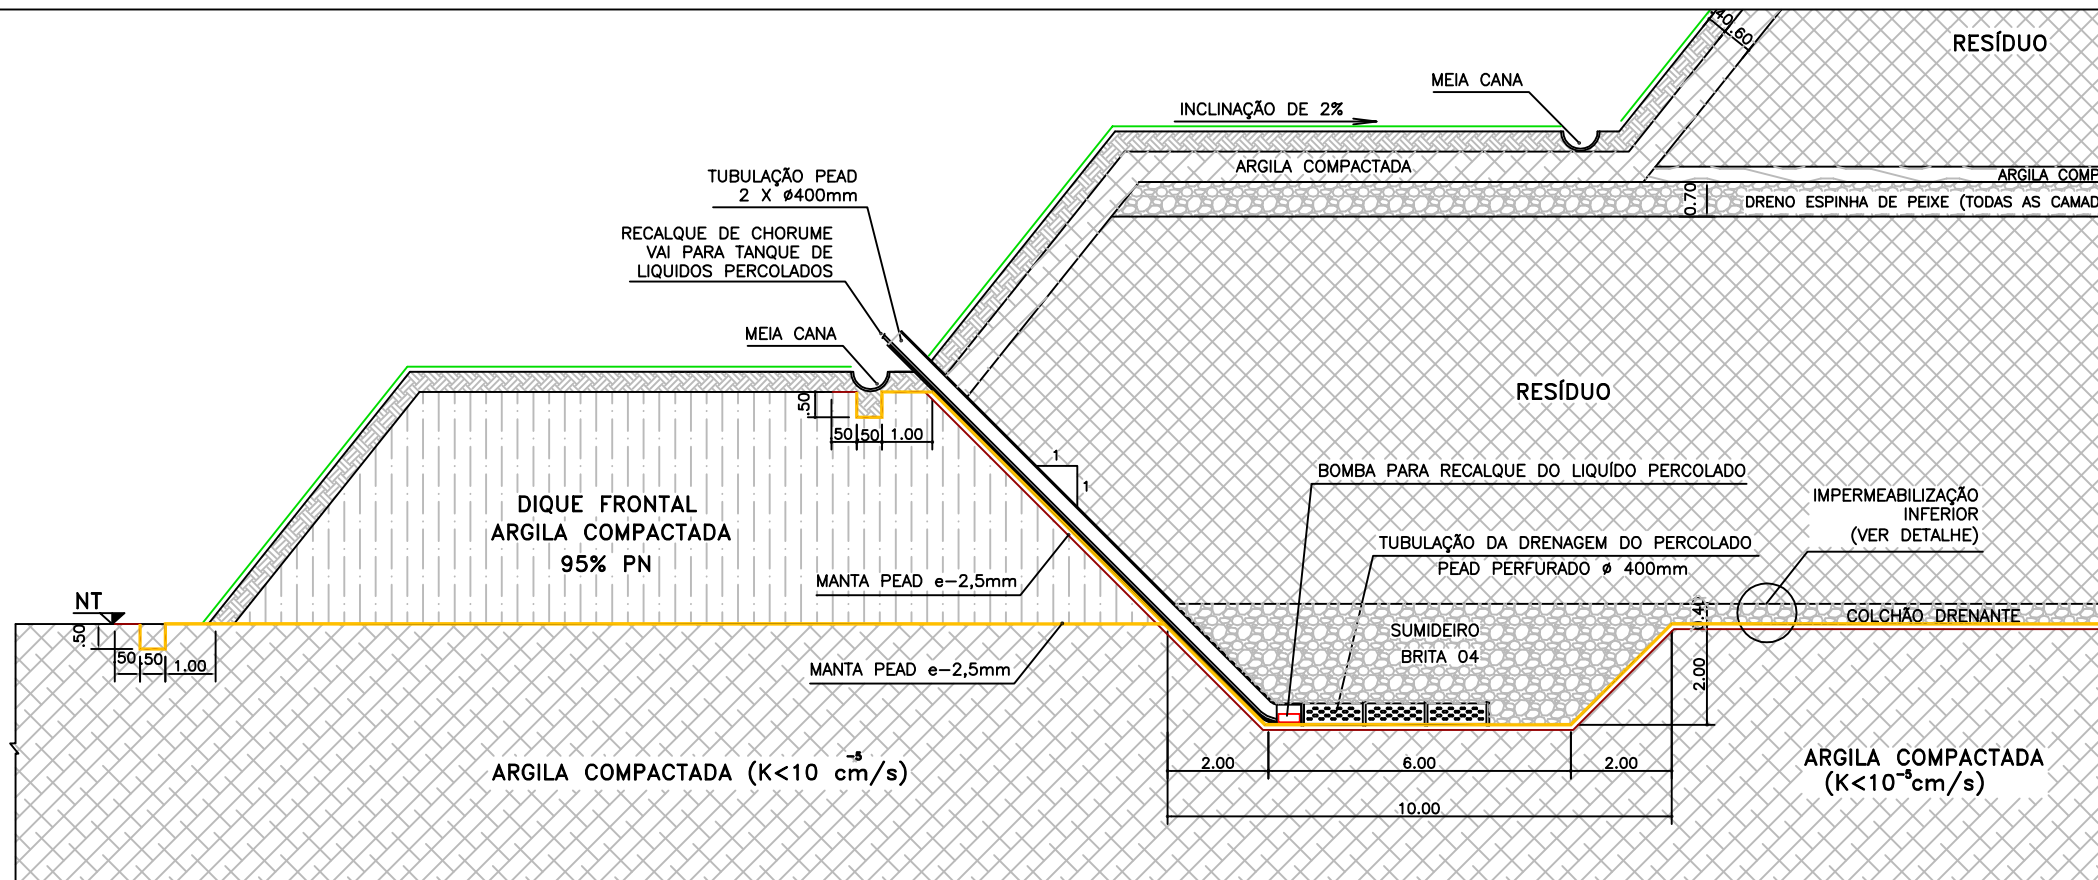 .40
.60
RESÍDUO
MEIA CANA
INCLINAÇÃO DE 2%
ARGILA COMPACTADA
ARGILA COMP
0.70
DRENO ESPINHA DE PEIXE (TODAS AS CAMAD
TUBULAÇÃO PEAD
2 X ø400mm
RECALQUE DE CHORUME
VAI PARA TANQUE DE
LIQUIDOS PERCOLADOS
MEIA CANA
.50
.50
.50
1.00
RESÍDUO
1
1
BOMBA PARA RECALQUE DO LIQUÍDO PERCOLADO
IMPERMEABILIZAÇÃO
INFERIOR
(VER DETALHE)
DIQUE FRONTAL
ARGILA COMPACTADA
95% PN
TUBULAÇÃO DA DRENAGEM DO PERCOLADO
PEAD PERFURADO ø 400mm
MANTA PEAD e-2,5mm
NT
.50
.50
.50
1.00
COLCHÃO DRENANTE
SUMIDEIRO
BRITA 04
MANTA PEAD e-2,5mm
2.00
2.00
6.00
2.00
10.00
ARGILA COMPACTADA (K<10⁻⁵ cm/s)
ARGILA COMPACTADA
(K<10⁻⁵cm/s)